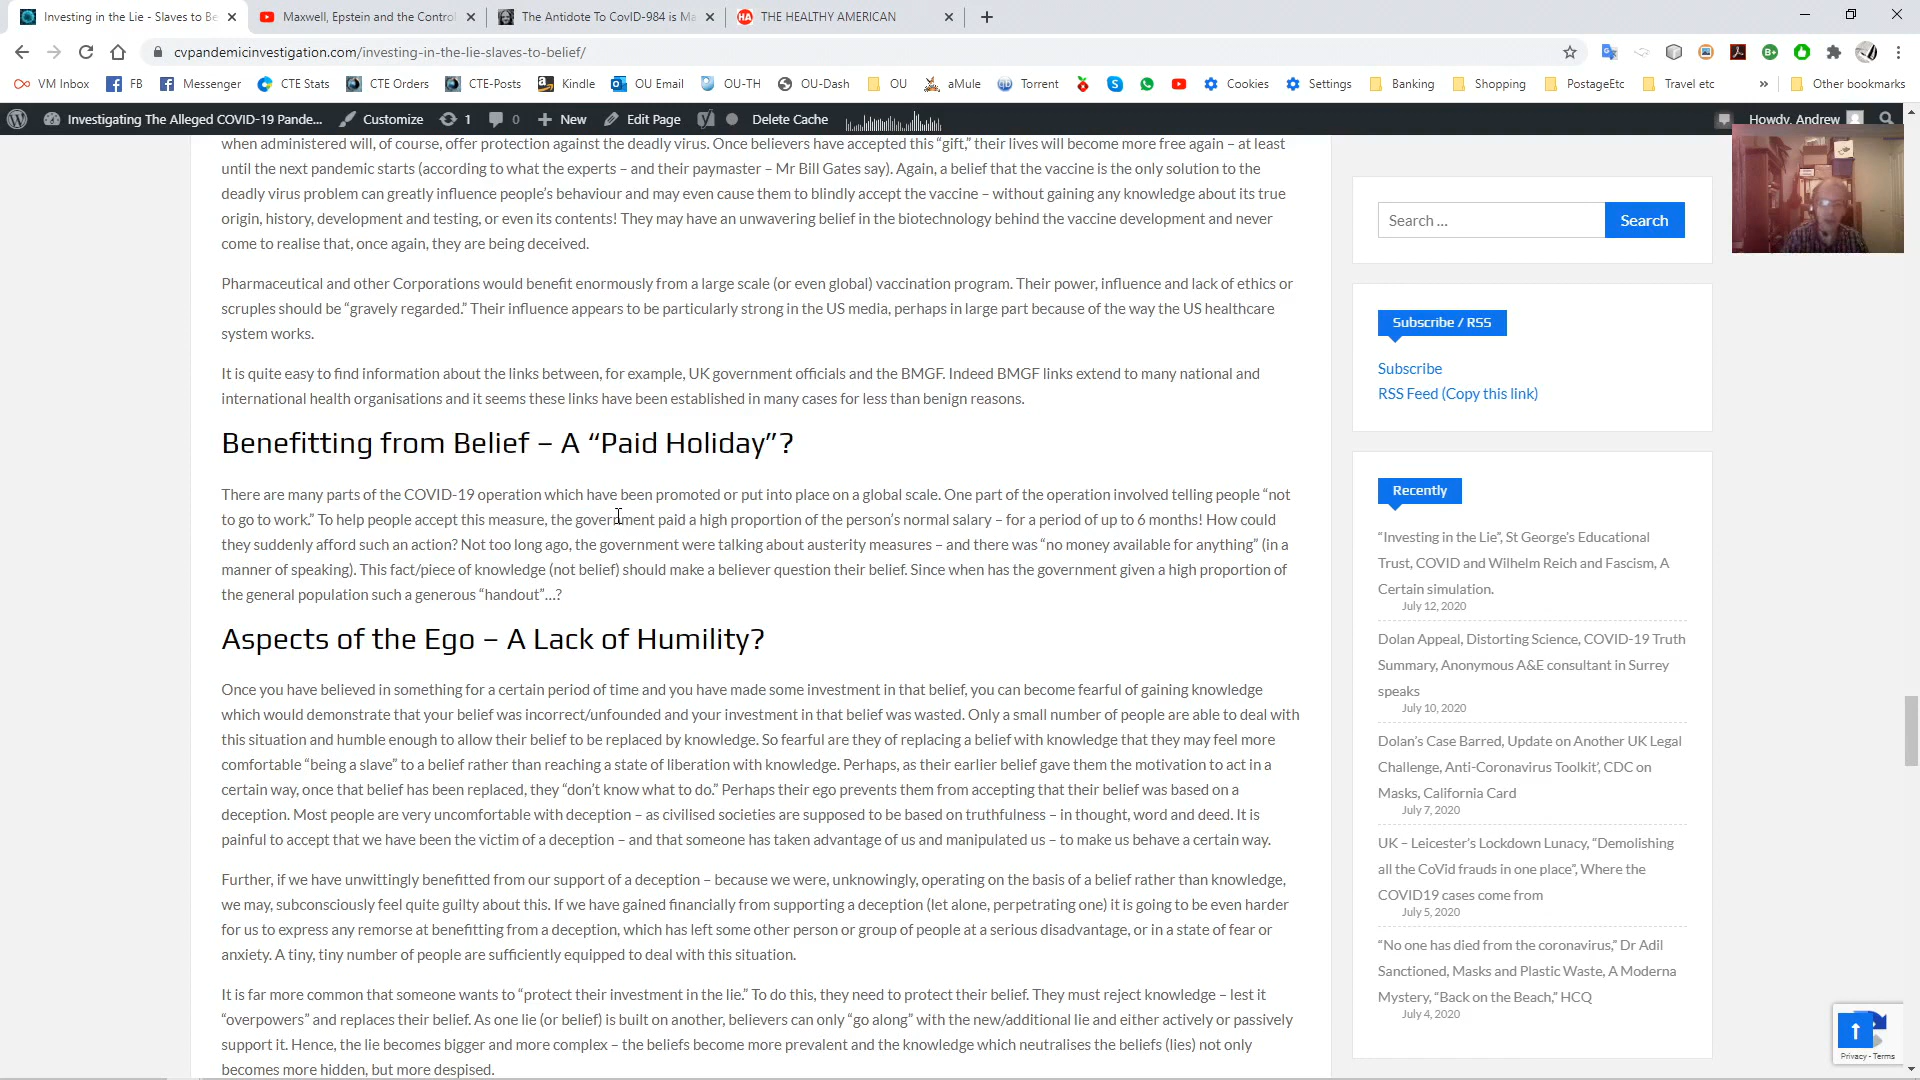 Investing in the Lie - Slaves to Be
Maxwell, Epstein and the Control
The Antidote To CovID-984 is Ma
THE HEALTHY AMERICAN
cvpandemicinvestigation.com/investing-in-the-lie-slaves-to-belief/
VM Inbox FB Messenger CTE Stats CTE Orders CTE-Posts Kindle OU Email OU-TH OU-Dash OU aMule Torrent Cookies Settings Banking Shopping PostageEtc Travel etc » Other bookmarks
Investigating The Alleged COVID-19 Pande... Customize 1 0 New Edit Page Delete Cache Howdy, Andrew
when administered will, of course, offer protection against the deadly virus. Once believers have accepted this “gift,” their lives will become more free again – at least
until the next pandemic starts (according to what the experts – and their paymaster – Mr Bill Gates say). Again, a belief that the vaccine is the only solution to the
deadly virus problem can greatly influence people’s behaviour and may even cause them to blindly accept the vaccine – without gaining any knowledge about its true
origin, history, development and testing, or even its contents! They may have an unwavering belief in the biotechnology behind the vaccine development and never
come to realise that, once again, they are being deceived.
Pharmaceutical and other Corporations would benefit enormously from a large scale (or even global) vaccination program. Their power, influence and lack of ethics or
scruples should be “gravely regarded.” Their influence appears to be particularly strong in the US media, perhaps in large part because of the way the US healthcare
system works.
It is quite easy to find information about the links between, for example, UK government officials and the BMGF. Indeed BMGF links extend to many national and
international health organisations and it seems these links have been established in many cases for less than benign reasons.
Benefitting from Belief – A “Paid Holiday”?
There are many parts of the COVID-19 operation which have been promoted or put into place on a global scale. One part of the operation involved telling people “not
to go to work.” To help people accept this measure, the government paid a high proportion of the person’s normal salary – for a period of up to 6 months! How could
they suddenly afford such an action? Not too long ago, the government were talking about austerity measures – and there was “no money available for anything” (in a
manner of speaking). This fact/piece of knowledge (not belief) should make a believer question their belief. Since when has the government given a high proportion of
the general population such a generous “handout”...?
Aspects of the Ego – A Lack of Humility?
Once you have believed in something for a certain period of time and you have made some investment in that belief, you can become fearful of gaining knowledge
which would demonstrate that your belief was incorrect/unfounded and your investment in that belief was wasted. Only a small number of people are able to deal with
this situation and humble enough to allow their belief to be replaced by knowledge. So fearful are they of replacing a belief with knowledge that they may feel more
comfortable “being a slave” to a belief rather than reaching a state of liberation with knowledge. Perhaps, as their earlier belief gave them the motivation to act in a
certain way, once that belief has been replaced, they “don’t know what to do.” Perhaps their ego prevents them from accepting that their belief was based on a
deception. Most people are very uncomfortable with deception – as civilised societies are supposed to be based on truthfulness – in thought, word and deed. It is
painful to accept that we have been the victim of a deception – and that someone has taken advantage of us and manipulated us – to make us behave a certain way.
Further, if we have unwittingly benefitted from our support of a deception – because we were, unknowingly, operating on the basis of a belief rather than knowledge,
we may, subconsciously feel quite guilty about this. If we have gained financially from supporting a deception (let alone, perpetrating one) it is going to be even harder
for us to express any remorse at benefitting from a deception, which has left some other person or group of people at a serious disadvantage, or in a state of fear or
anxiety. A tiny, tiny number of people are sufficiently equipped to deal with this situation.
It is far more common that someone wants to “protect their investment in the lie.” To do this, they need to protect their belief. They must reject knowledge – lest it
“overpowers” and replaces their belief. As one lie (or belief) is built on another, believers can only “go along” with the new/additional lie and either actively or passively
support it. Hence, the lie becomes bigger and more complex – the beliefs become more prevalent and the knowledge which neutralises the beliefs (lies) not only
becomes more hidden, but more despised.
Search ... Search
Subscribe / RSS
Subscribe
RSS Feed (Copy this link)
Recently
“Investing in the Lie”, St George’s Educational
Trust, COVID and Wilhelm Reich and Fascism, A
Certain simulation.
July 12, 2020
Dolan Appeal, Distorting Science, COVID-19 Truth
Summary, Anonymous A&E consultant in Surrey
speaks
July 10, 2020
Dolan’s Case Barred, Update on Another UK Legal
Challenge, Anti-Coronavirus Toolkit’, CDC on
Masks, California Card
July 7, 2020
UK – Leicester’s Lockdown Lunacy, “Demolishing
all the CoVid frauds in one place”, Where the
COVID19 cases come from
July 5, 2020
“No one has died from the coronavirus,” Dr Adil
Sanctioned, Masks and Plastic Waste, A Moderna
Mystery, “Back on the Beach,” HCQ
July 4, 2020
Privacy - Terms